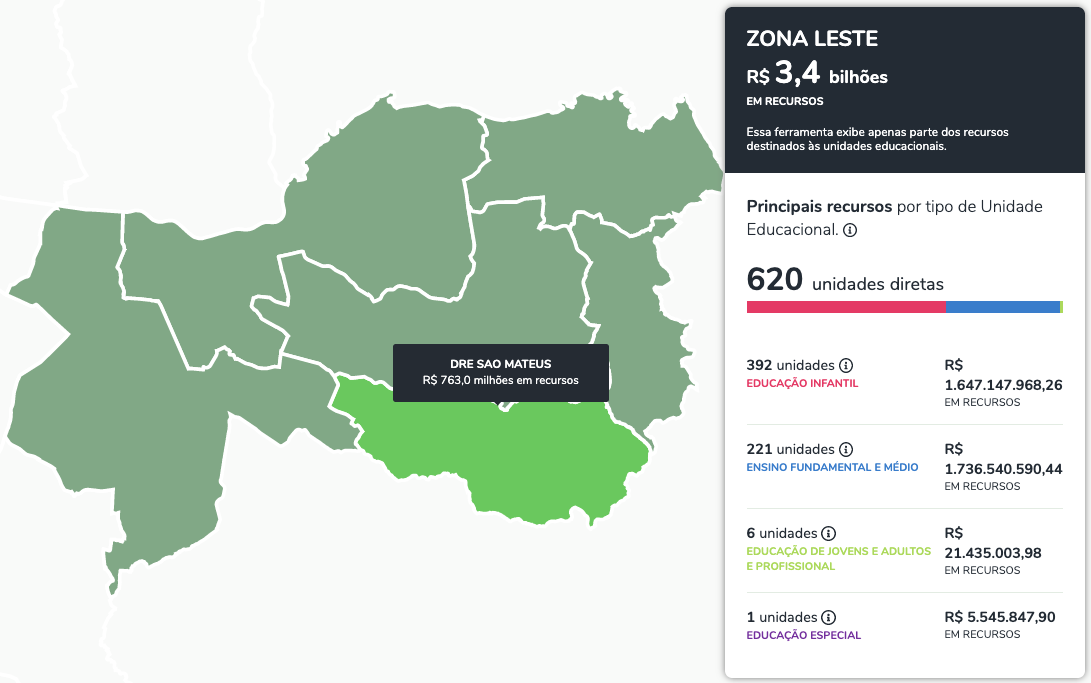 DRE SAO MATEUS
R$ 763,0 milhões em recursos
ZONA LESTE
R$ 3,4 bilhões
EM RECURSOS
Essa ferramenta exibe apenas parte dos recursos
destinados às unidades educacionais.
Principais recursos por tipo de Unidade
Educacional.
620 unidades diretas
392 unidades
EDUCAÇÃO INFANTIL
R$
1.647.147.968,26
EM RECURSOS
221 unidades
ENSINO FUNDAMENTAL E MÉDIO
R$
1.736.540.590,44
EM RECURSOS
6 unidades
EDUCAÇÃO DE JOVENS E ADULTOS
E PROFISSIONAL
R$
21.435.003,98
EM RECURSOS
1 unidades
EDUCAÇÃO ESPECIAL
R$ 5.545.847,90
EM RECURSOS